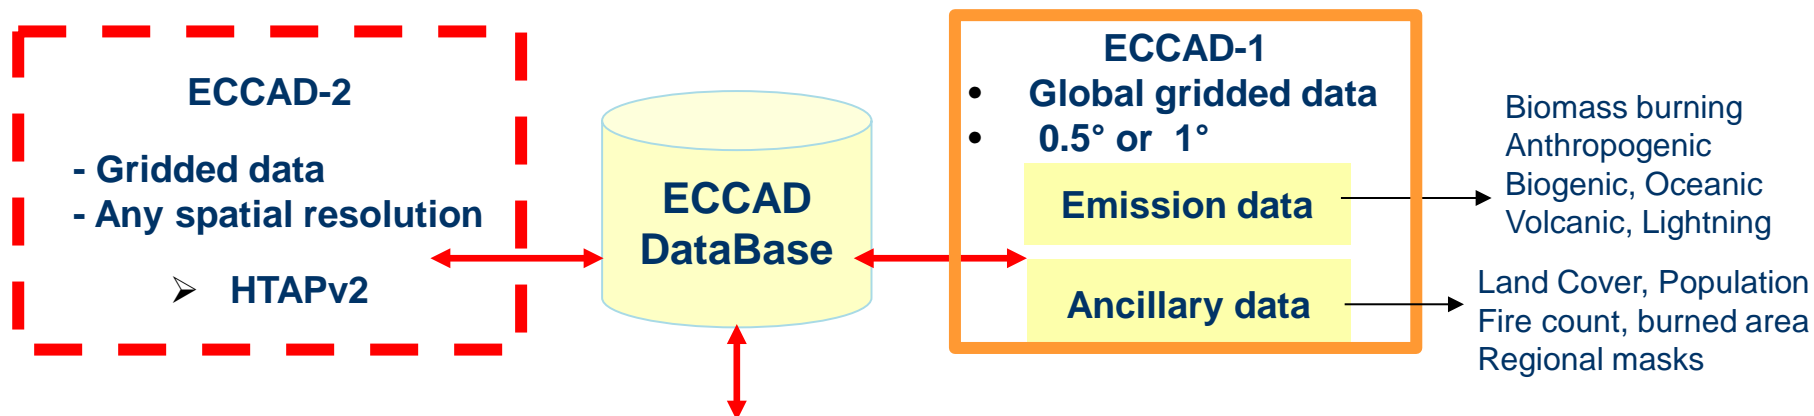 ECCAD-2
- Gridded data
- Any spatial resolution
➢ HTAPv2
ECCAD
DataBase
ECCAD-1
• Global gridded data
• 0.5° or 1°
Emission data
Ancillary data
Biomass burning
Anthropogenic
Biogenic, Oceanic
Volcanic, Lightning
Land Cover, Population
Fire count, burned area
Regional masks